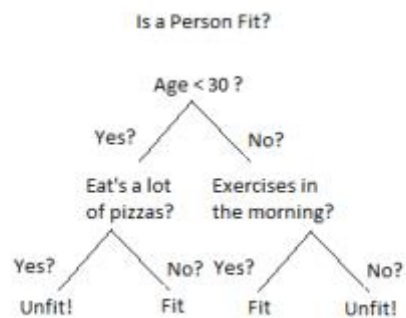 Is a Person Fit?
Age < 30 ?
Yes?
No?
Eat's a lot
of pizzas?
Exercises in
the morning?
Yes?
No?
Yes?
No?
Unfit!
Fit
Fit
Unfit!